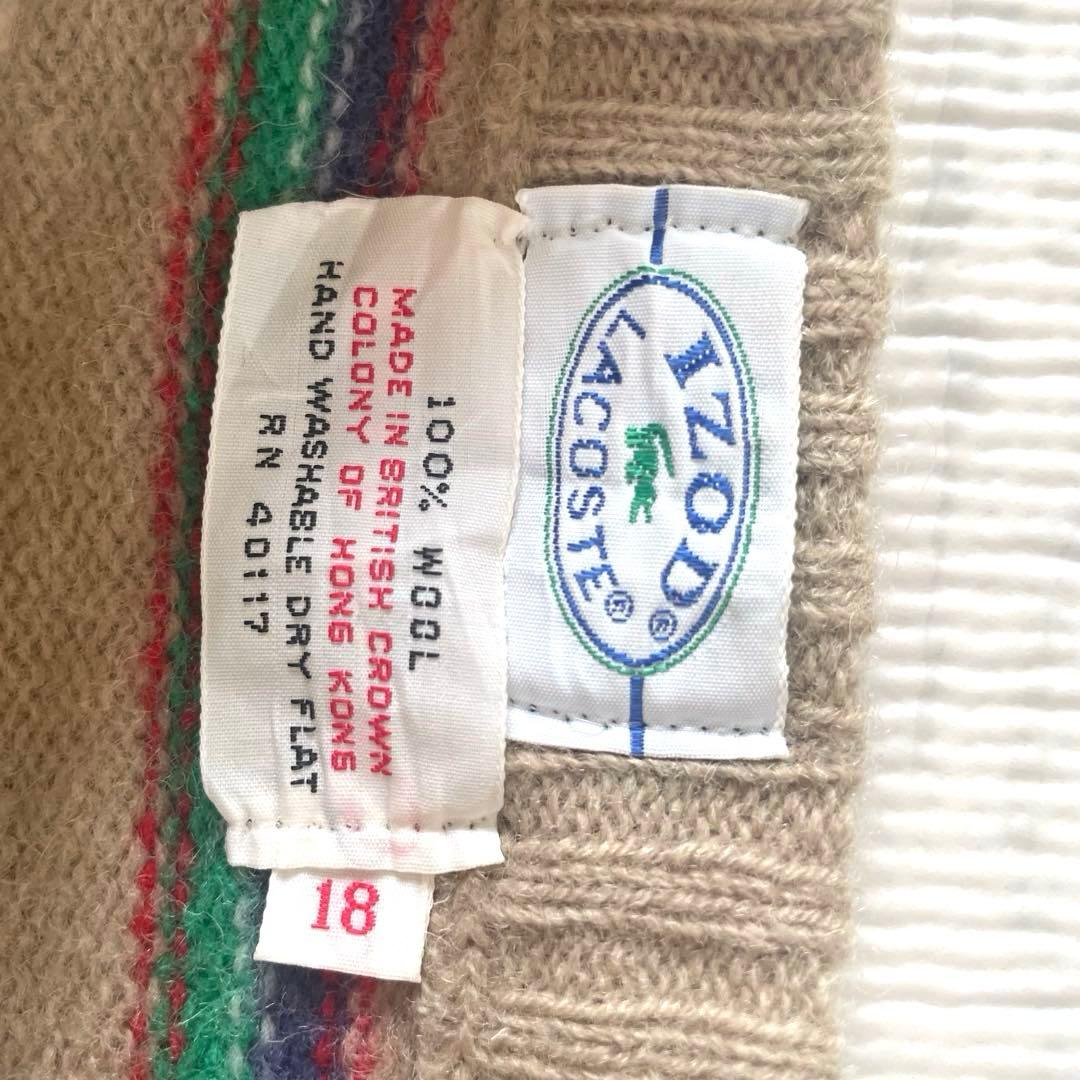 IZOD®
LACOSTE®
100% WOOL
MADE IN BRITISH CROWN
COLONY OF HONG KONG
HAND WASHABLE DRY FLAT
RN 40117
18